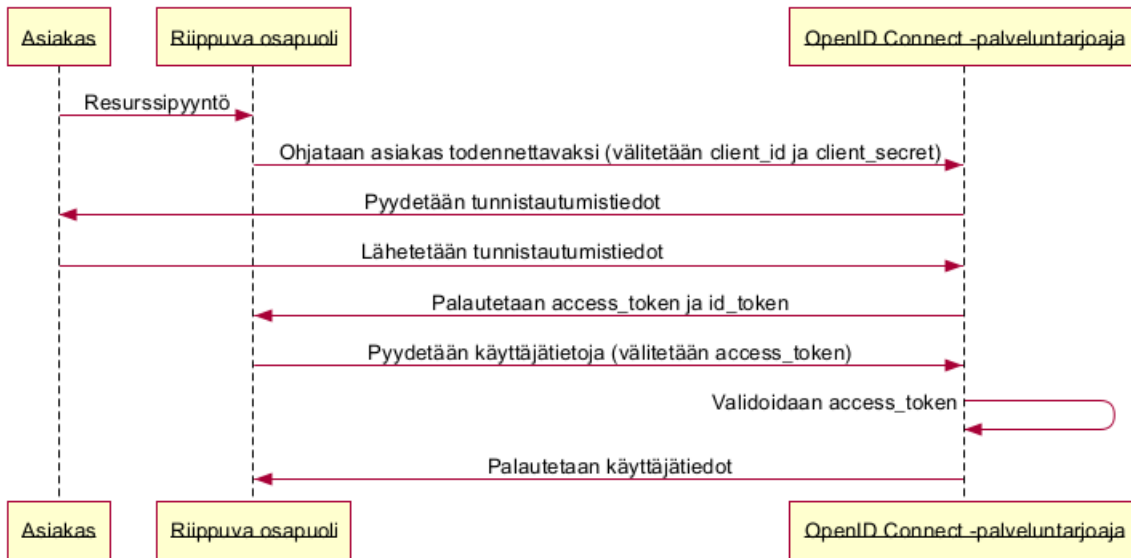 Asiakas
Riippuva osapuoli
OpenID Connect -palveluntarjoaja
Resurssipyyntö
Ohjataan asiakas todennettavaksi (välitetään client_id ja client_secret)
Pyydetään tunnistautumistiedot
Lähetetään tunnistautumistiedot
Palautetaan access_token ja id_token
Pyydetään käyttäjätietoja (välitetään access_token)
Validoidaan access_token
Palautetaan käyttäjätiedot
Asiakas
Riippuva osapuoli
OpenID Connect -palveluntarjoaja